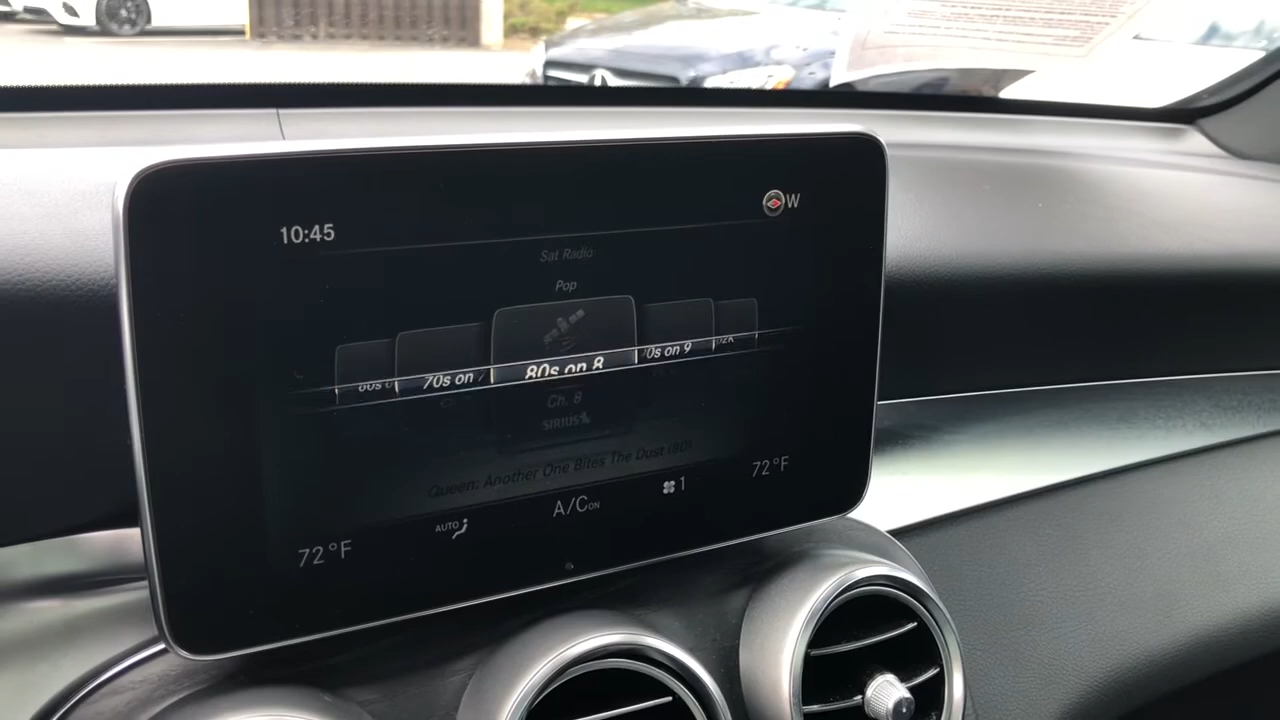 10:45
W
Sat Radio
Pop
70s on 7
80s on 8
0s on 9
Ch. 8
SIRIUS
Queen: Another One Bites The Dust (80)
72°F
AUTO
A/C ON
1
72°F